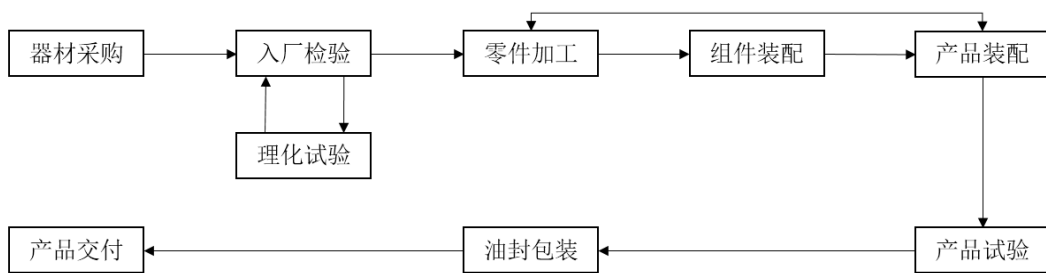 器材采购
入厂检验
零件加工
组件装配
产品装配
理化试验
产品交付
油封包装
产品试验